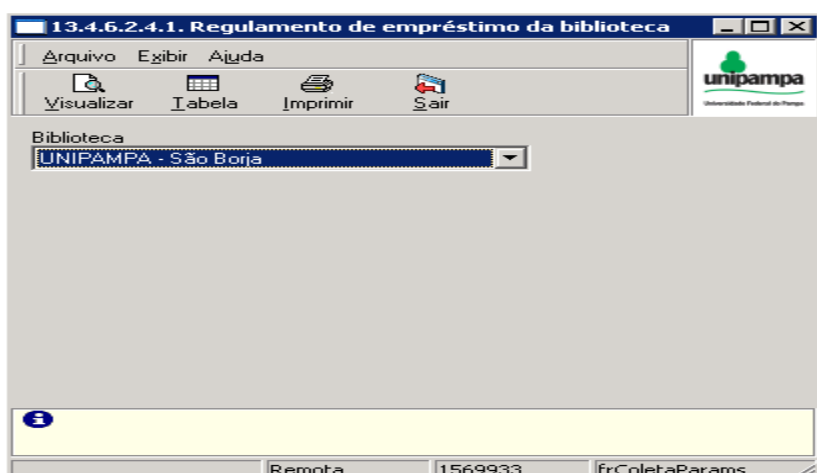 13.4.6.2.4.1. Regulamento de empréstimo da biblioteca
Arquivo Exibir Ajuda
Visualizar Tabela Imprimir Sair
unipampa
Universidade Federal do Pampa
Biblioteca
UNIPAMPA - São Borja
Remota 1569933 frColetaParams